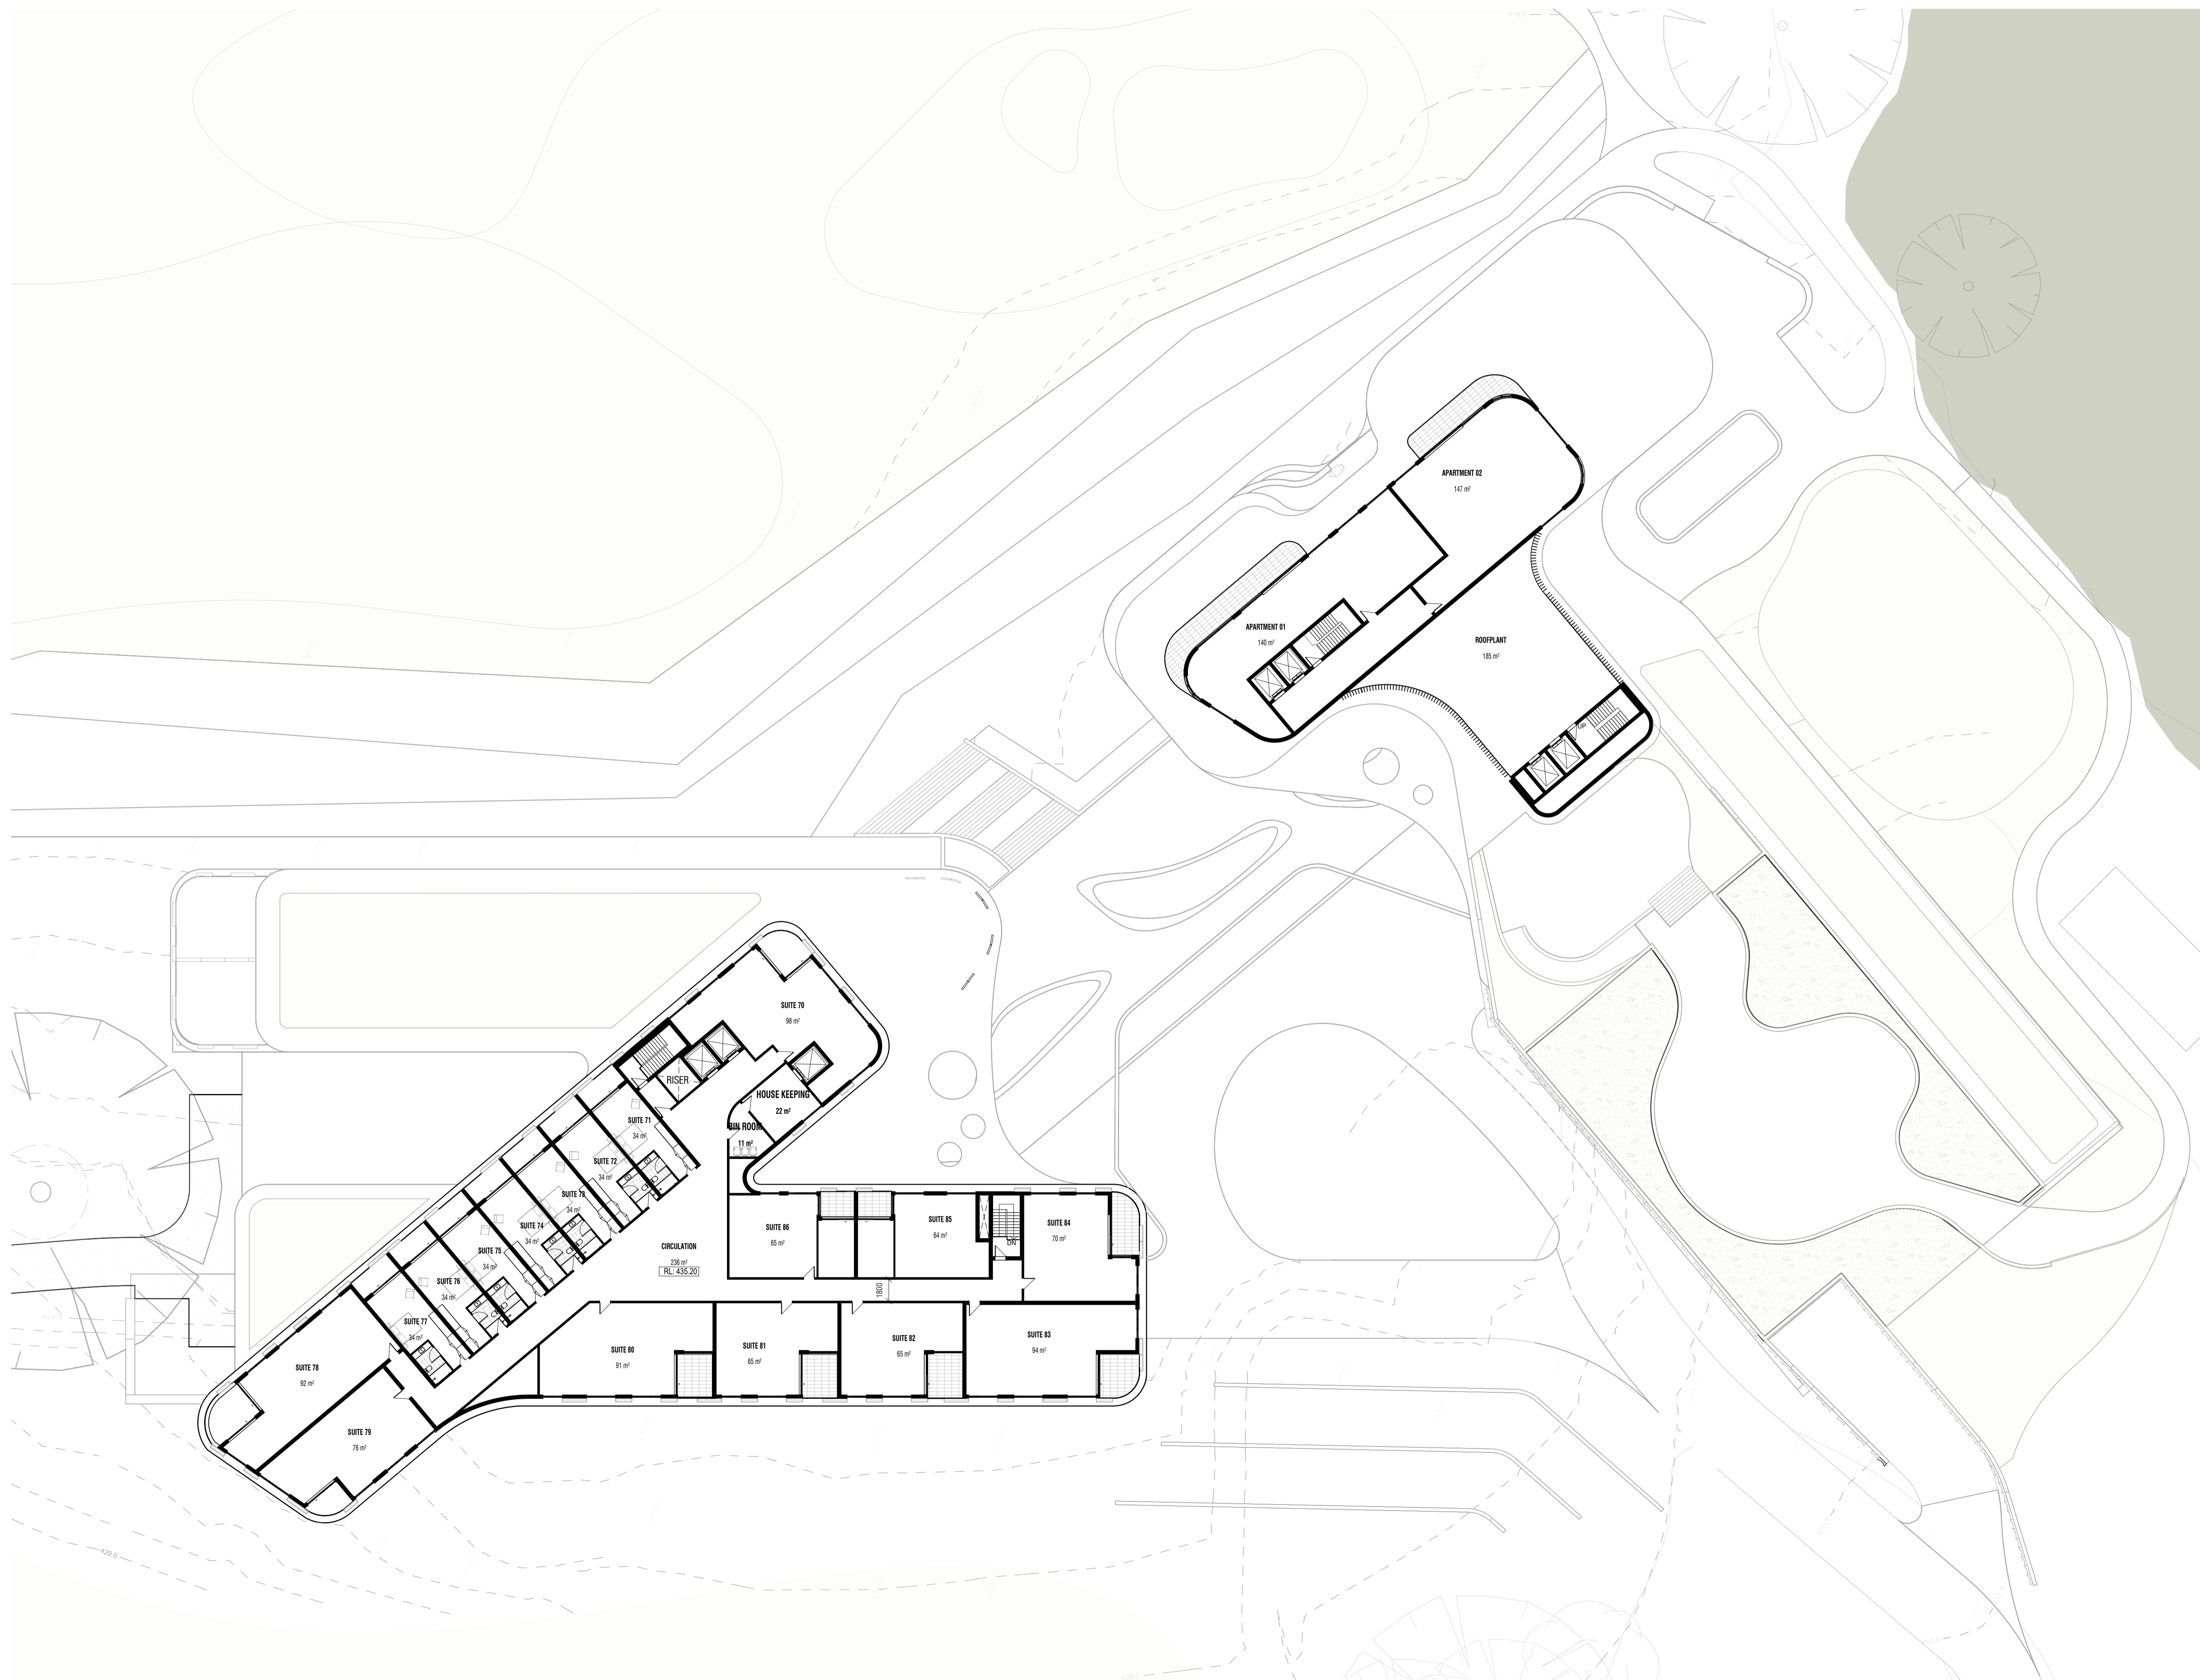 APARTMENT 02
147 m²
APARTMENT 01
140 m²
ROOFPLANT
185 m²
UP
SUITE 70
98 m²
RISER
HOUSE KEEPING
22 m²
BIN ROOM
11 m²
SUITE 71
34 m²
SUITE 72
34 m²
SUITE 73
34 m²
SUITE 74
34 m²
SUITE 75
34 m²
SUITE 76
34 m²
SUITE 77
34 m²
SUITE 78
92 m²
SUITE 79
76 m²
CIRCULATION
236 m²
RL: 435.20
SUITE 86
65 m²
SUITE 85
64 m²
DN
SUITE 84
70 m²
1800
SUITE 80
91 m²
SUITE 81
65 m²
SUITE 82
65 m²
SUITE 83
94 m²